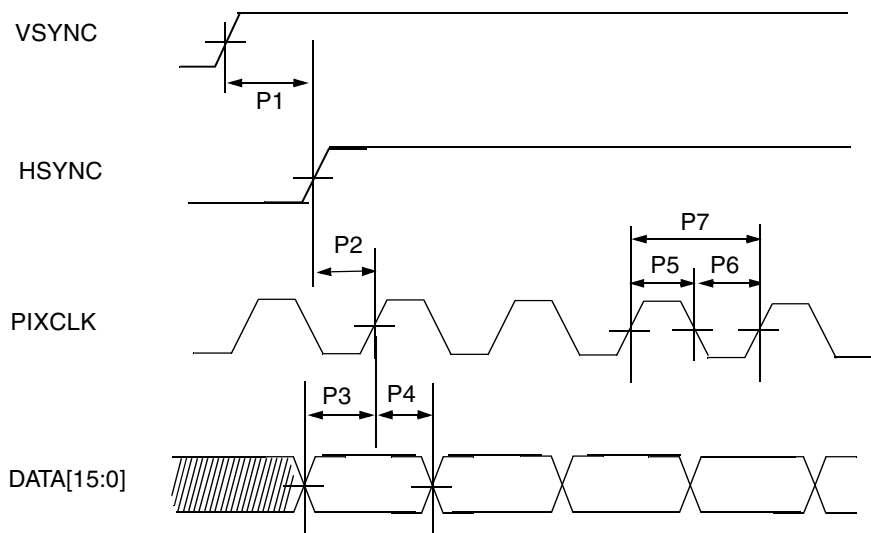 VSYNC
P1
HSYNC
P2
P7
P5 P6
PIXCLK
P3 P4
DATA[15:0]